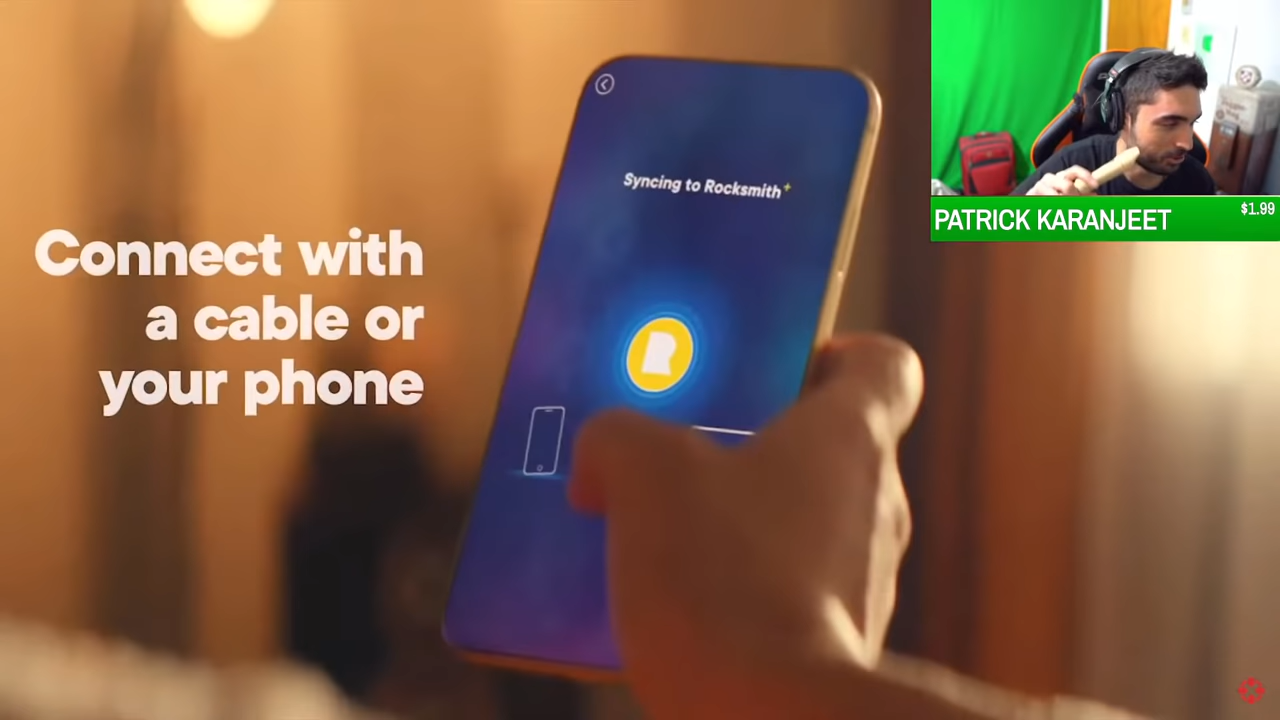 Syncing to Rocksmith+
Connect with
a cable or
your phone
PATRICK KARANJEET
$1.99